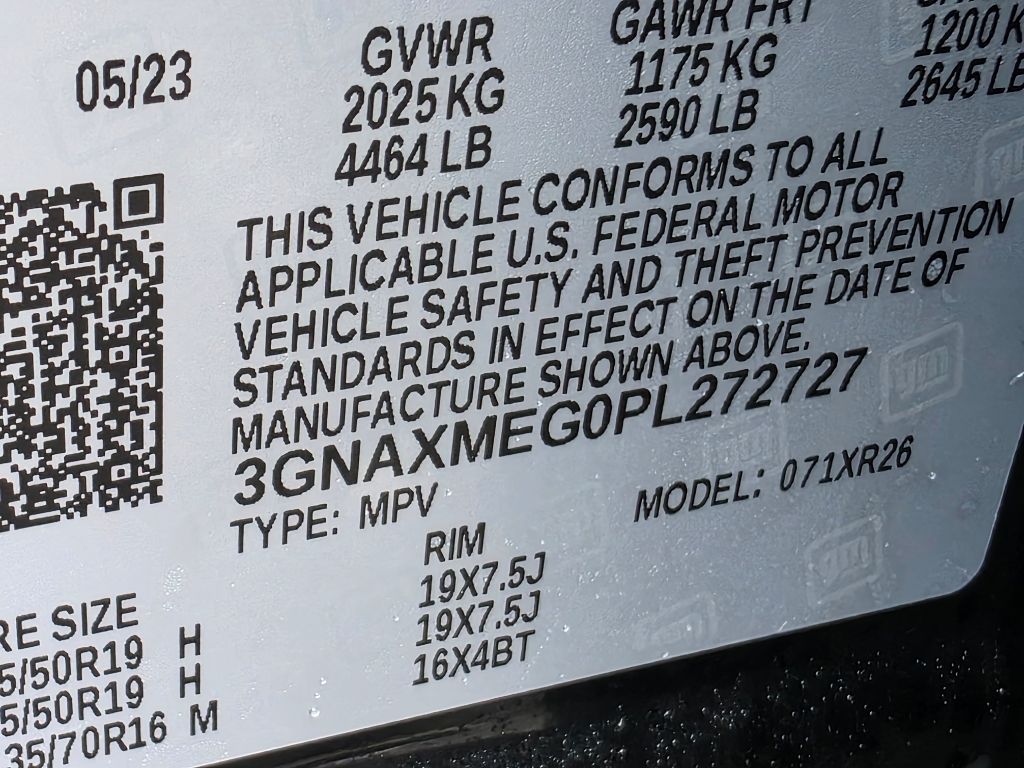 05/23 GVWR GAWR FRT
2025 KG 1175 KG 1200 K
4464 LB 2590 LB 2645 LB
THIS VEHICLE CONFORMS TO ALL
APPLICABLE U.S. FEDERAL MOTOR
VEHICLE SAFETY AND THEFT PREVENTION
STANDARDS IN EFFECT ON THE DATE OF
MANUFACTURE SHOWN ABOVE.
3GNAXMEG0PL272727
TYPE: MPV MODEL: 071XR26
RE SIZE RIM
5/50R19 H 19X7.5J
5/50R19 H 19X7.5J
35/70R16 M 16X4BT